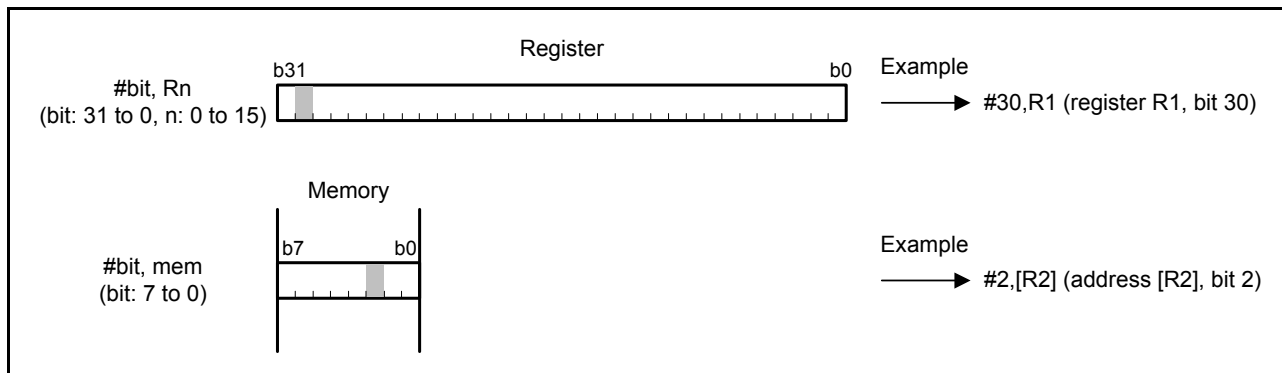 Register
b31 b0
#bit, Rn
(bit: 31 to 0, n: 0 to 15)
Example
#30,R1 (register R1, bit 30)
Memory
b7 b0
#bit, mem
(bit: 7 to 0)
Example
#2,[R2] (address [R2], bit 2)